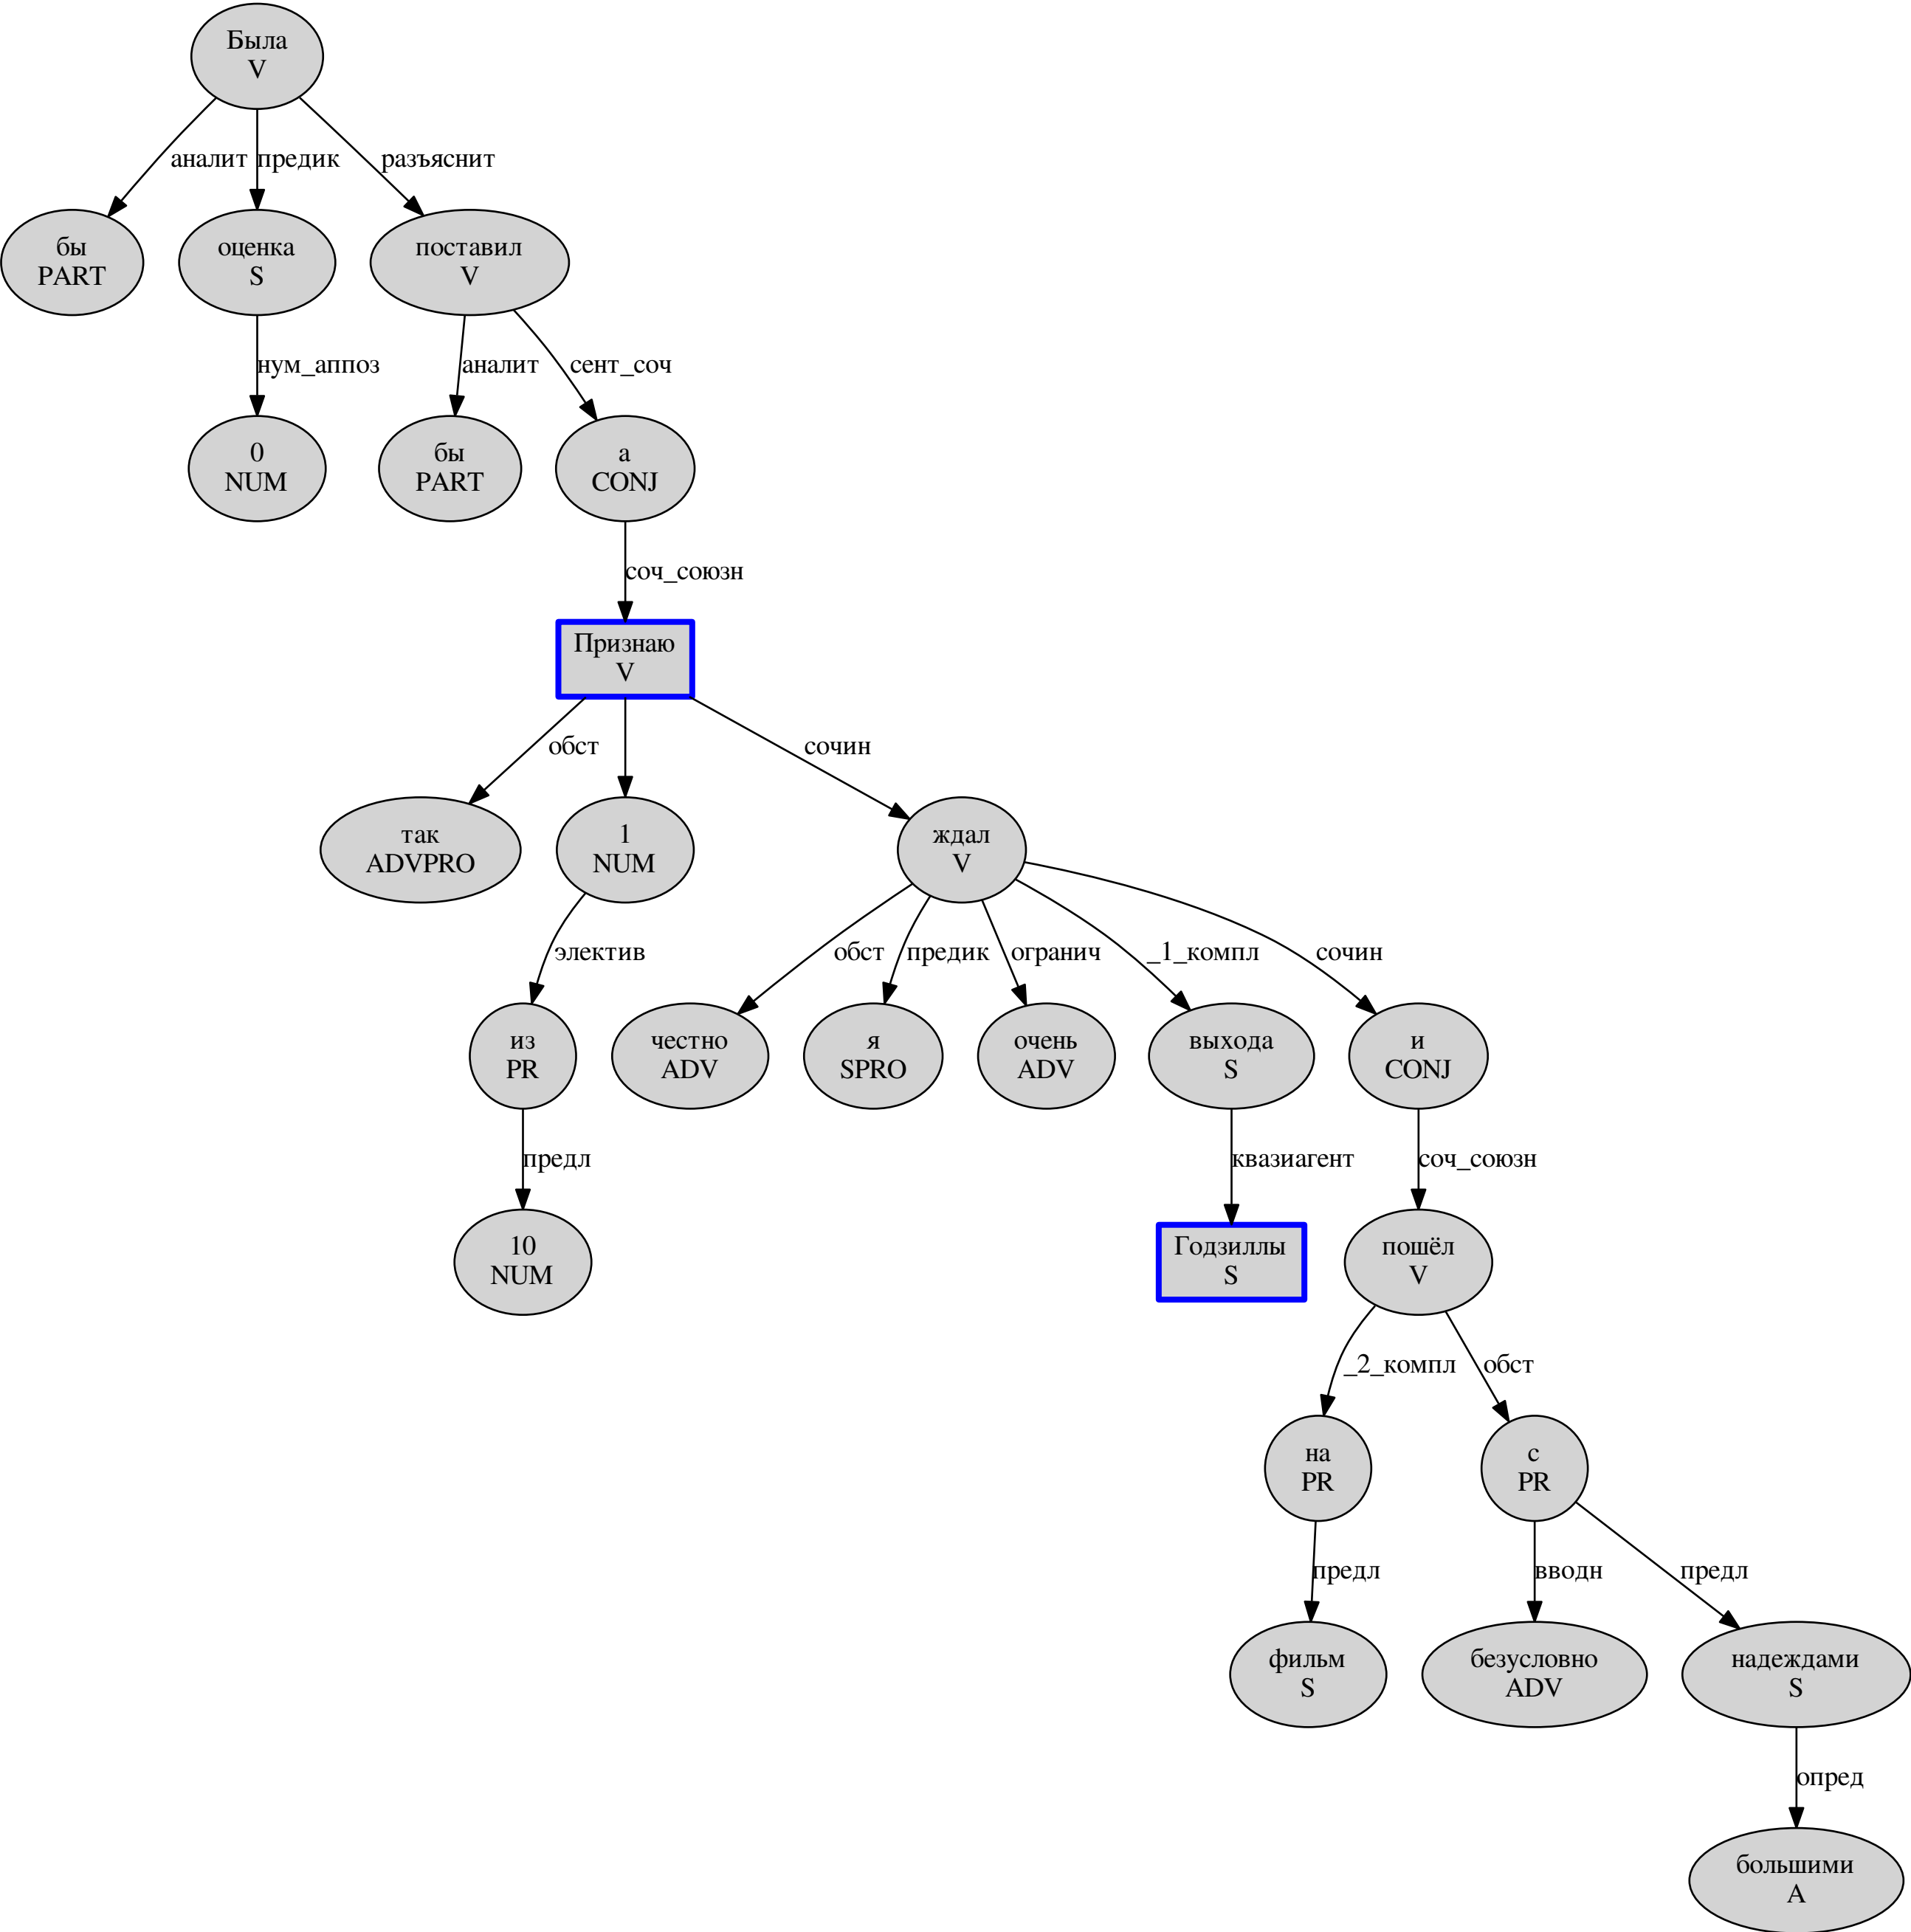 Была
V
аналит
предик
разъяснит
бы
PART
оценка
S
поставил
V
нум_аппоз
аналит
сент_соч
0
NUM
бы
PART
а
CONJ
соч_союзн
Признаю
V
обст
сочин
так
ADVPRO
1
NUM
ждал
V
электив
обст
предик
огранич
_1_компл
сочин
из
PR
честно
ADV
я
SPRO
очень
ADV
выхода
S
и
CONJ
предл
квазиагент
соч_союзн
10
NUM
Годзиллы
S
пошёл
V
_2_компл
обст
на
PR
с
PR
предл
вводн
предл
фильм
S
безусловно
ADV
надеждами
S
опред
большими
A